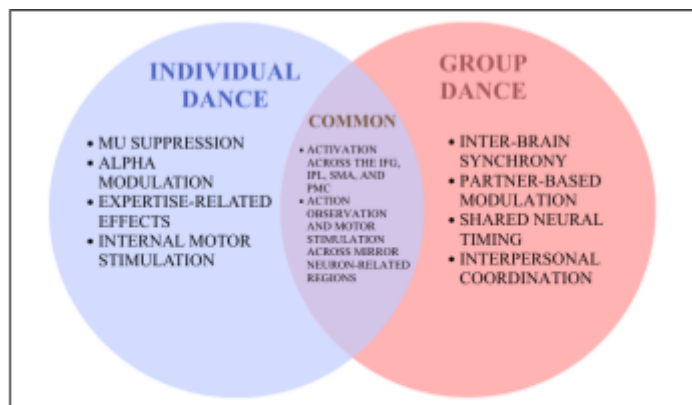 INDIVIDUAL
DANCE
• MU SUPPRESSION
• ALPHA
MODULATION
• EXPERTISE-RELATED
EFFECTS
• INTERNAL MOTOR
STIMULATION
COMMON
• ACTIVATION
ACROSS THE IFG,
IPL, SMA, AND
PMC
• ACTION
OBSERVATION
AND MOTOR
STIMULATION
ACROSS MIRROR
NEURON-RELATED
REGIONS
GROUP
DANCE
• INTER-BRAIN
SYNCHRONY
• PARTNER-BASED
MODULATION
• SHARED NEURAL
TIMING
• INTERPERSONAL
COORDINATION